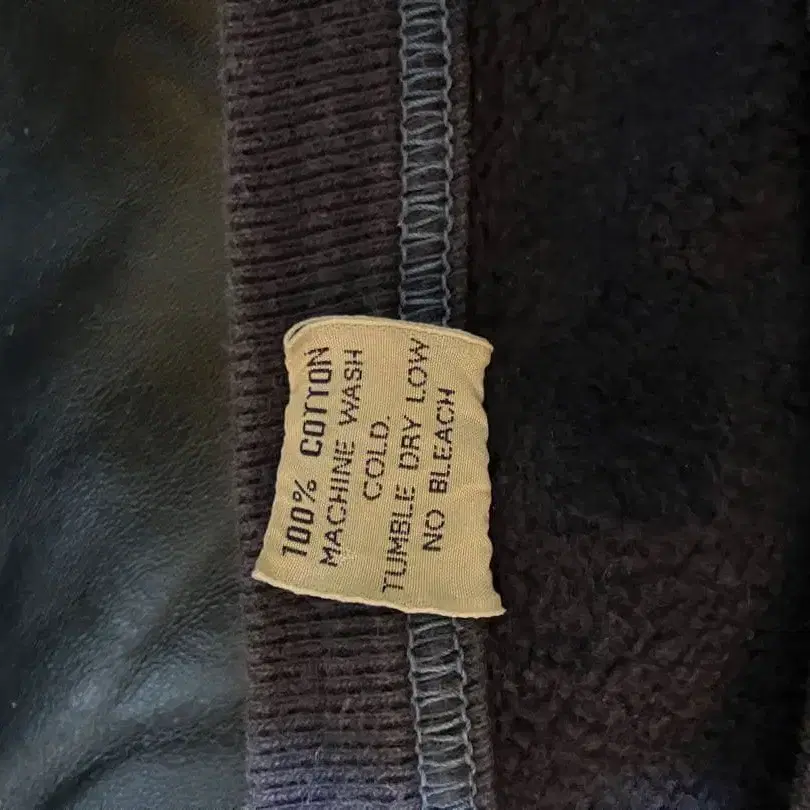 100% COTTON
MACHINE WASH
COLD.
TUMBLE DRY LOW
NO BLEACH